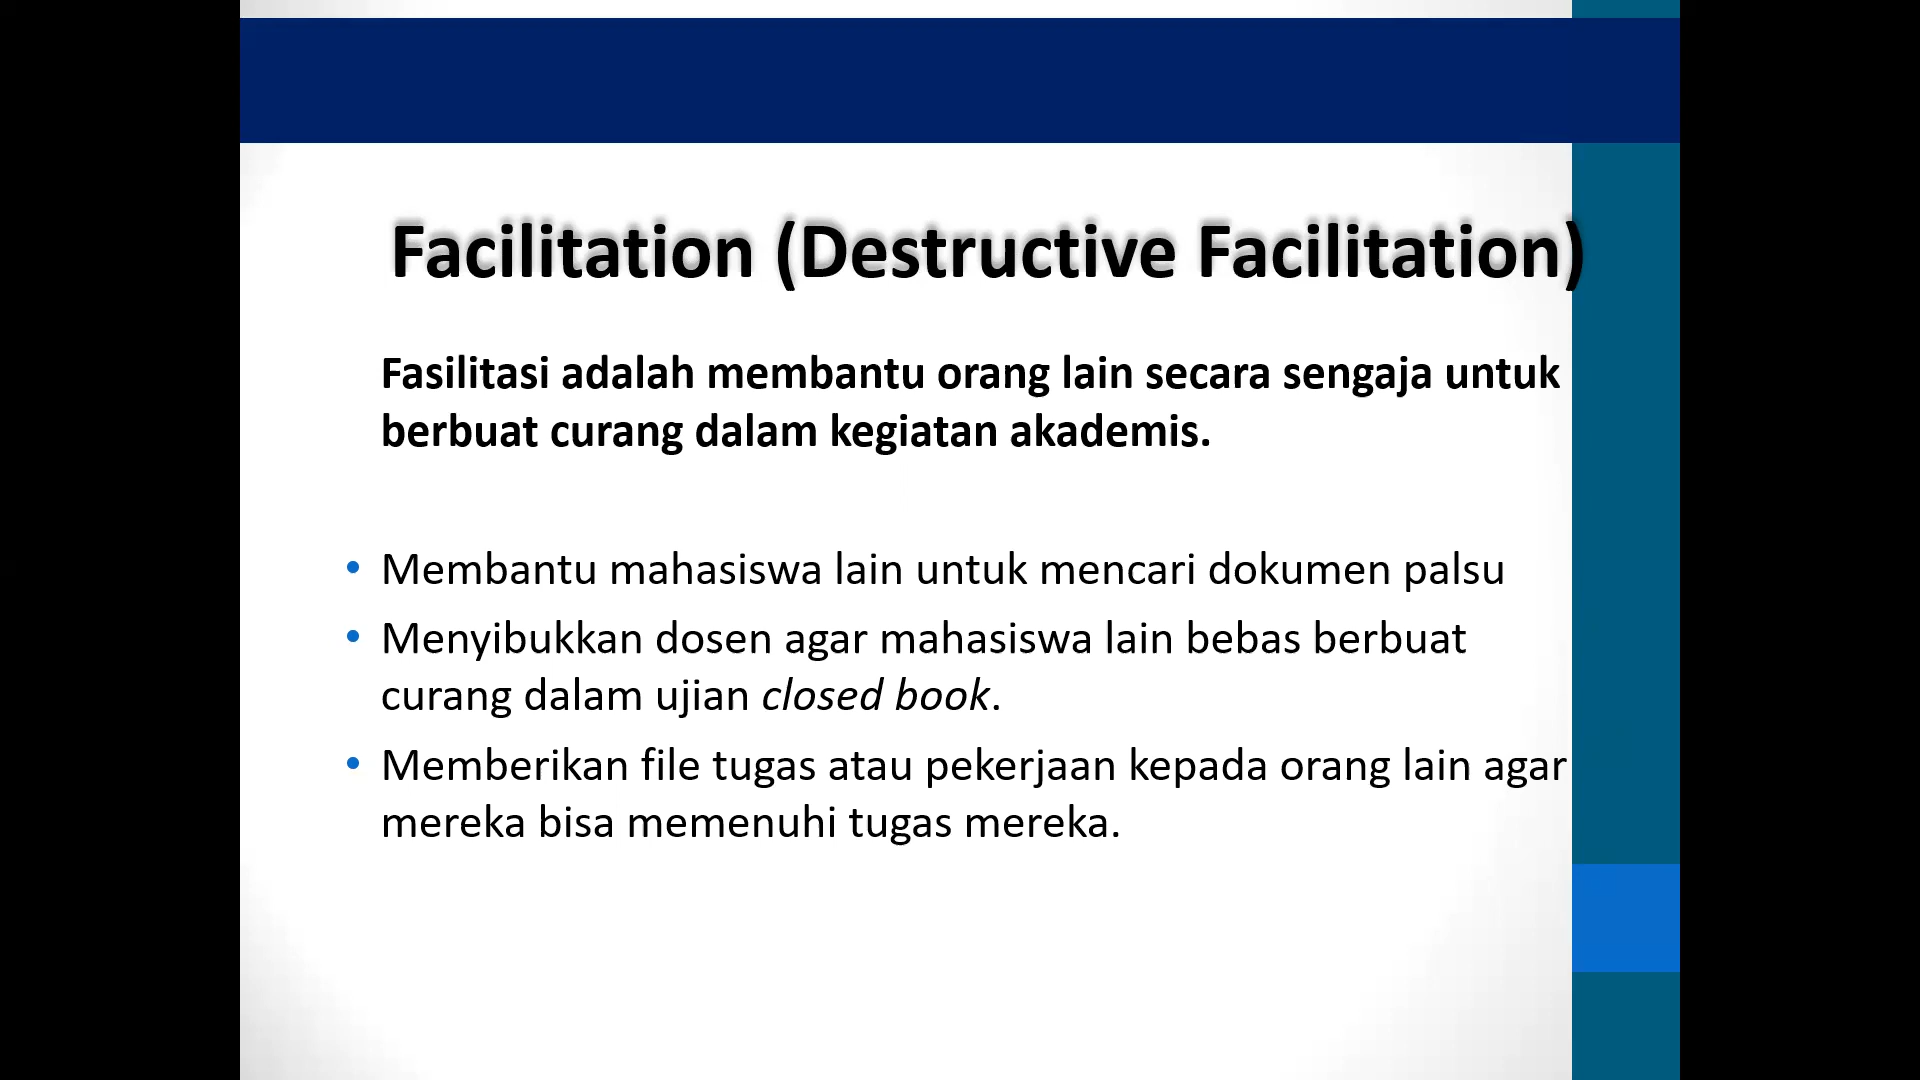 Facilitation (Destructive Facilitation)
Fasilitasi adalah membantu orang lain secara sengaja untuk
berbuat curang dalam kegiatan akademis.
• Membantu mahasiswa lain untuk mencari dokumen palsu
• Menyibukkan dosen agar mahasiswa lain bebas berbuat
curang dalam ujian closed book.
• Memberikan file tugas atau pekerjaan kepada orang lain agar
mereka bisa memenuhi tugas mereka.